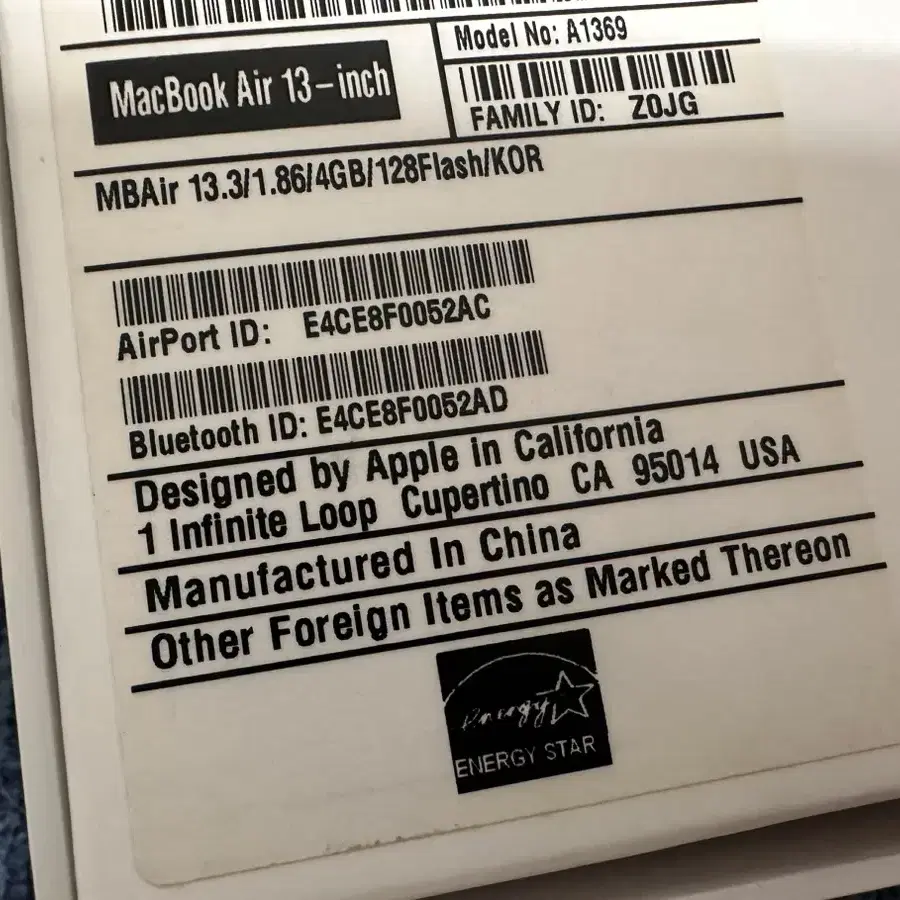 Model No: A1369
MacBook Air 13-inch
FAMILY ID: Z0JG
MBAir 13.3/1.86/4GB/128Flash/KOR
AirPort ID: E4CE8F0052AC
Bluetooth ID: E4CE8F0052AD
Designed by Apple in California
1 Infinite Loop Cupertino CA 95014 USA
Manufactured In China
Other Foreign Items as Marked Thereon
energy
ENERGY STAR